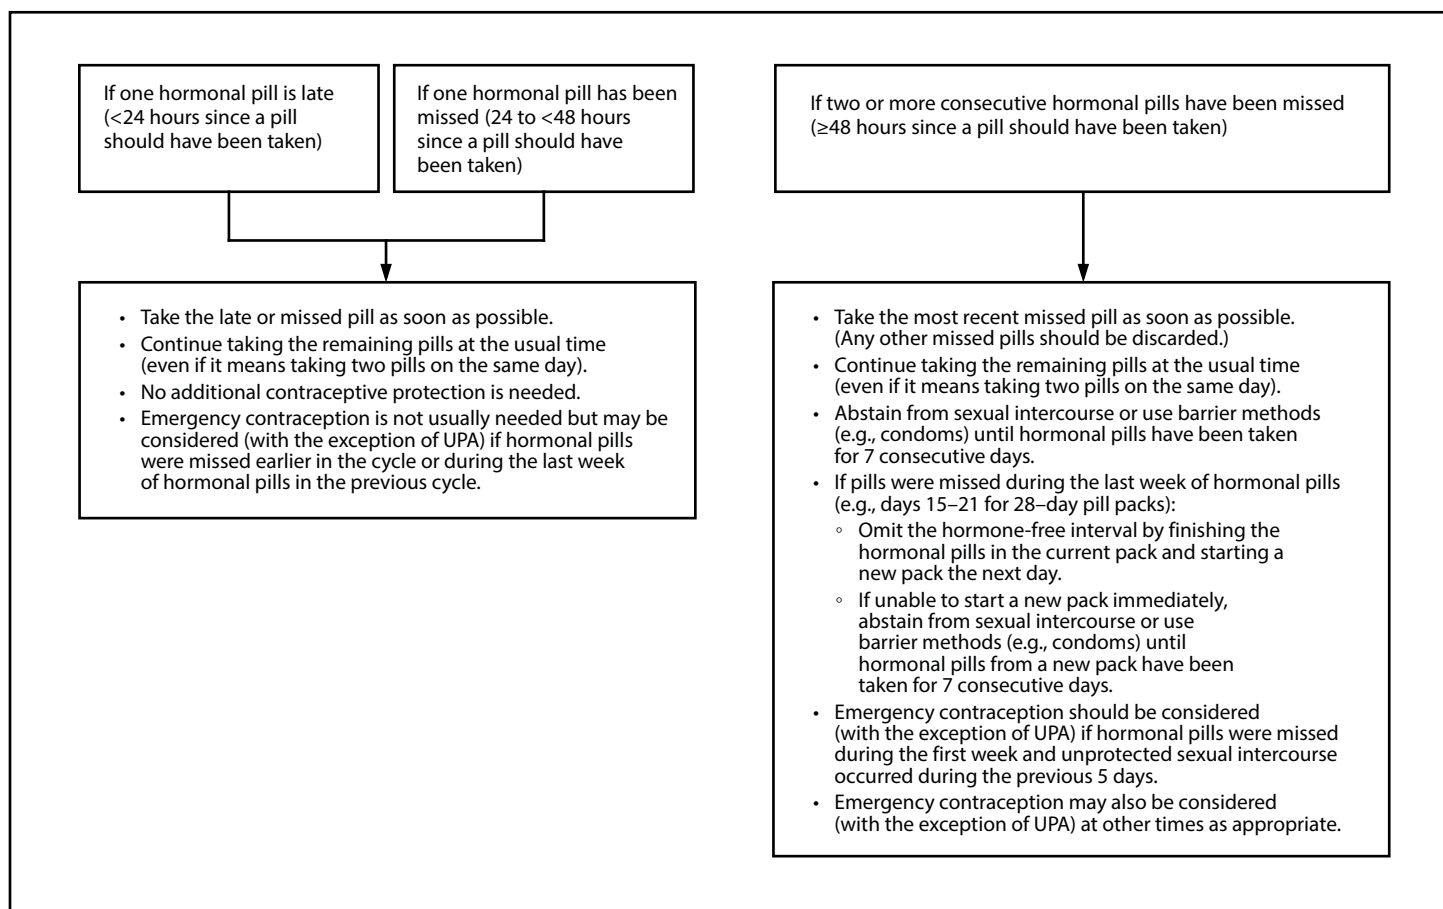 If one hormonal pill is late
(<24 hours since a pill
should have been taken)
If one hormonal pill has been
missed (24 to <48 hours
since a pill should have
been taken)
If two or more consecutive hormonal pills have been missed
(≥48 hours since a pill should have been taken)
• Take the late or missed pill as soon as possible.
• Continue taking the remaining pills at the usual time
(even if it means taking two pills on the same day).
• No additional contraceptive protection is needed.
• Emergency contraception is not usually needed but may be
considered (with the exception of UPA) if hormonal pills
were missed earlier in the cycle or during the last week
of hormonal pills in the previous cycle.
• Take the most recent missed pill as soon as possible.
(Any other missed pills should be discarded.)
• Continue taking the remaining pills at the usual time
(even if it means taking two pills on the same day).
• Abstain from sexual intercourse or use barrier methods
(e.g., condoms) until hormonal pills have been taken
for 7 consecutive days.
• If pills were missed during the last week of hormonal pills
(e.g., days 15–21 for 28–day pill packs):
◦ Omit the hormone-free interval by finishing the
hormonal pills in the current pack and starting a
new pack the next day.
◦ If unable to start a new pack immediately,
abstain from sexual intercourse or use
barrier methods (e.g., condoms) until
hormonal pills from a new pack have been
taken for 7 consecutive days.
• Emergency contraception should be considered
(with the exception of UPA) if hormonal pills were missed
during the first week and unprotected sexual intercourse
occurred during the previous 5 days.
• Emergency contraception may also be considered
(with the exception of UPA) at other times as appropriate.